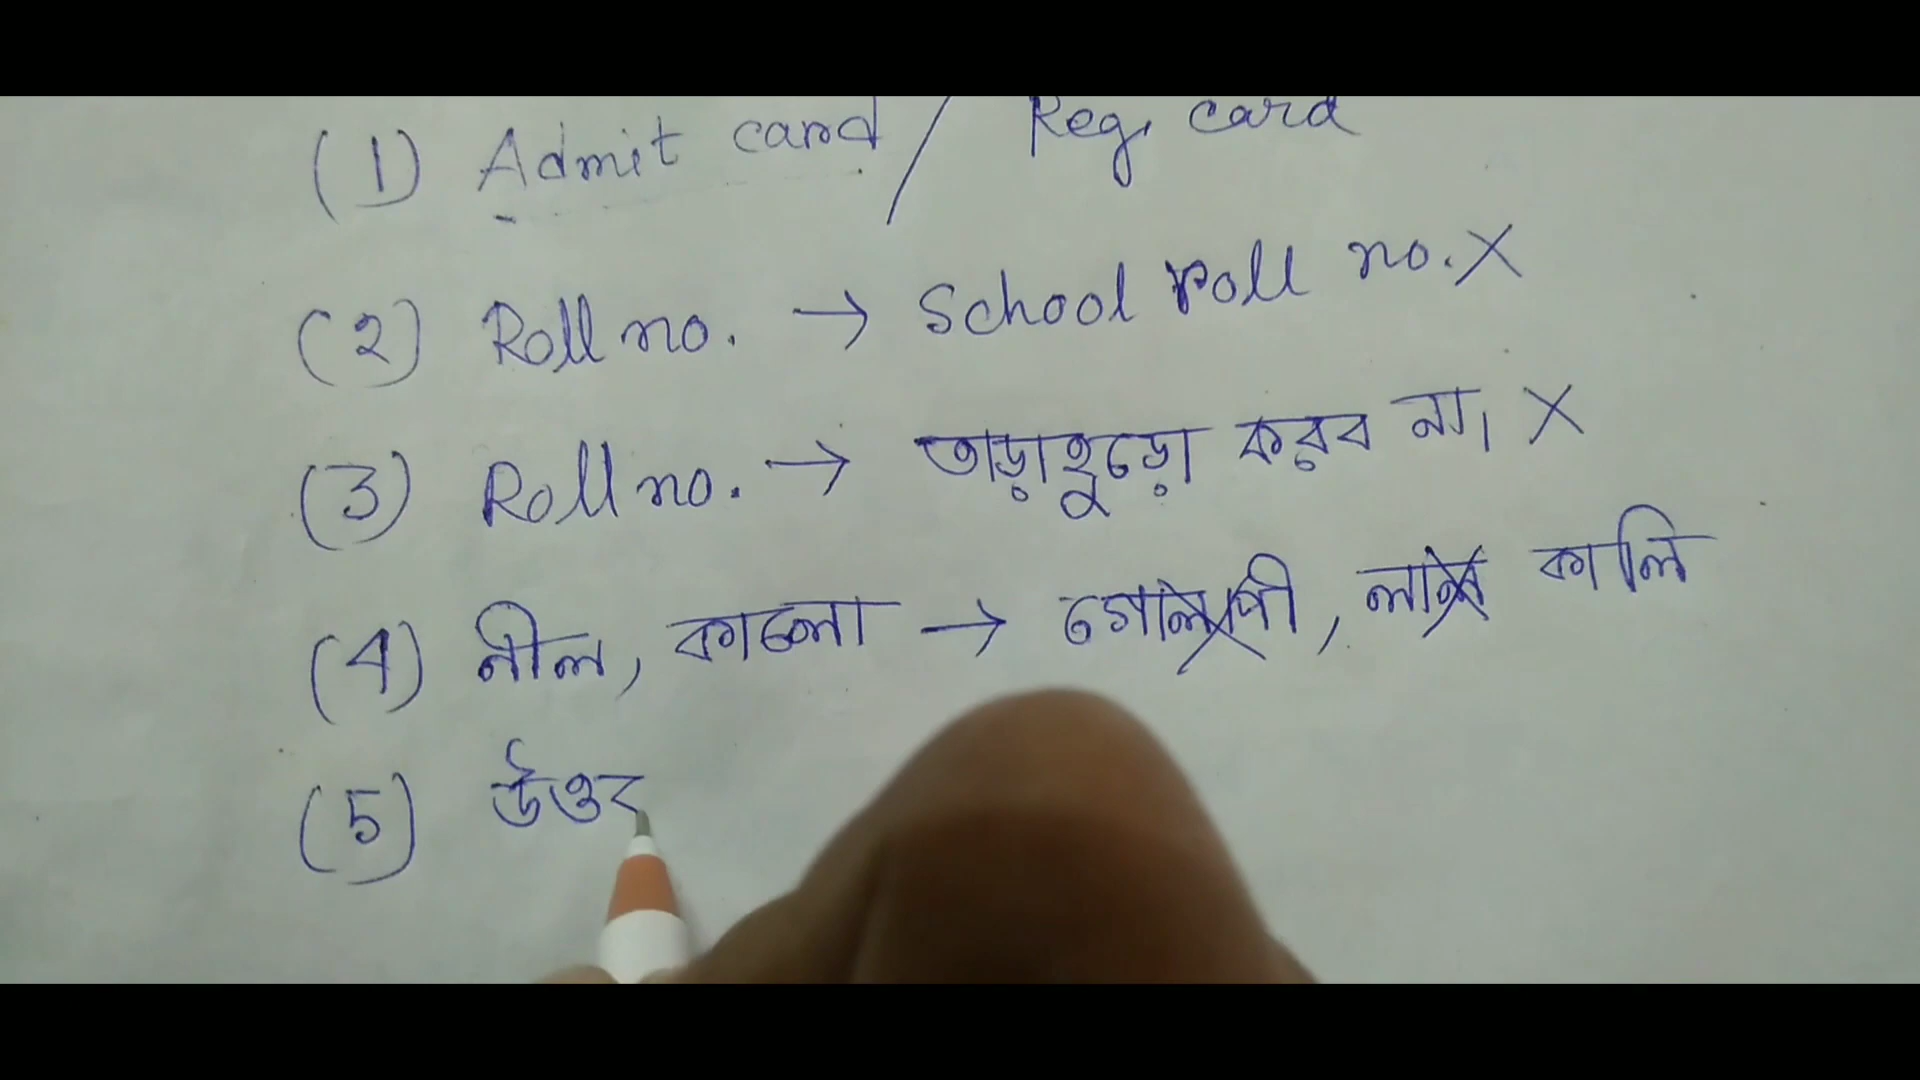 (1) Admit card / Reg. card
(2) Roll no. → School roll no. X
(3) Roll no. → তাড়াহুড়ো করব না। X
(4) নীল, কালো → গোলাপী, লাল কালি
(5) উত্তর